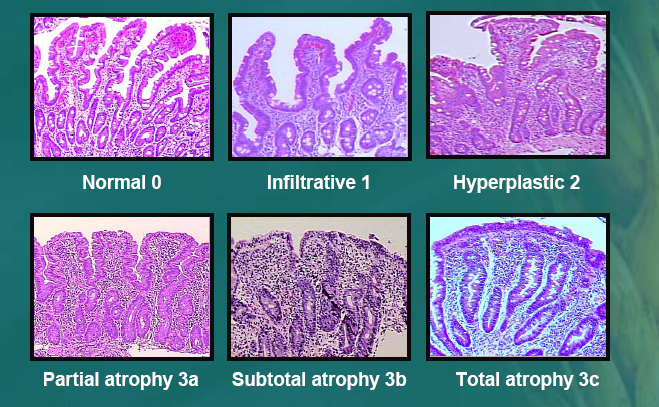 Normal 0
Infiltrative 1
Hyperplastic 2
Partial atrophy 3a
Subtotal atrophy 3b
Total atrophy 3c